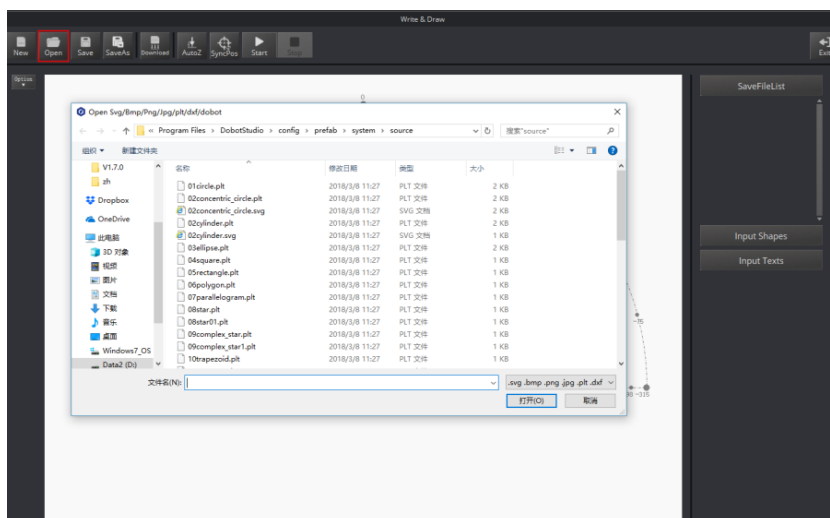 Write & Draw
New Open Save SaveAs Download AutoZ SyncPos Start Stop Exit
Option
SaveFileList
0
Open Svg/Bmp/Png/Jpg/plt/dxf/dobot
« Program Files › DobotStudio › config › prefab › system › source
搜索"source"
组织 新建文件夹
V1.7.0
zh
Dropbox
OneDrive
此电脑
3D 对象
视频
图片
文档
下载
音乐
桌面
Windows7_OS
Data2 (D:)
名称 修改日期 类型 大小
01circle.plt 2018/3/8 11:27 PLT 文件 2 KB
02concentric_circle.plt 2018/3/8 11:27 PLT 文件 2 KB
02concentric_circle.svg 2018/3/8 11:27 SVG 文档 2 KB
02cylinder.plt 2018/3/8 11:27 PLT 文件 2 KB
02cylinder.svg 2018/3/8 11:27 SVG 文档 1 KB
03ellipse.plt 2018/3/8 11:27 PLT 文件 2 KB
04square.plt 2018/3/8 11:27 PLT 文件 1 KB
05rectangle.plt 2018/3/8 11:27 PLT 文件 1 KB
06polygon.plt 2018/3/8 11:27 PLT 文件 1 KB
07parallelogram.plt 2018/3/8 11:27 PLT 文件 1 KB
08star.plt 2018/3/8 11:27 PLT 文件 1 KB
08star01.plt 2018/3/8 11:27 PLT 文件 1 KB
09complex_star.plt 2018/3/8 11:27 PLT 文件 1 KB
09complex_star1.plt 2018/3/8 11:27 PLT 文件 1 KB
10trapezoid.plt 2018/3/8 11:27 PLT 文件 1 KB
文件名(N):
.svg .bmp .png .jpg .plt .dxf
打开(O) 取消
Input Shapes
Input Texts
-75
-315